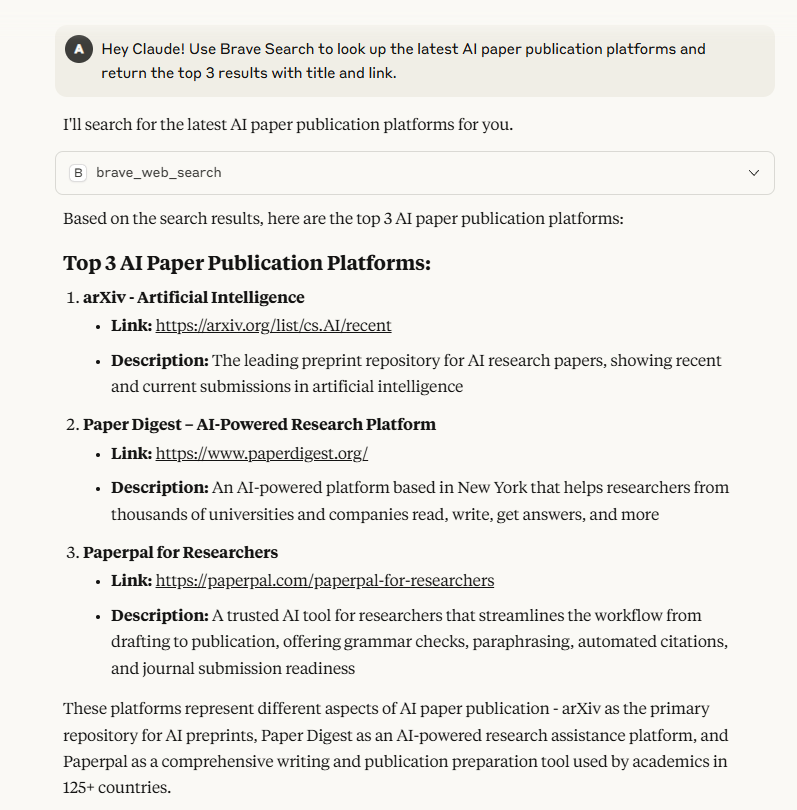 A
Hey Claude! Use Brave Search to look up the latest AI paper publication platforms and
return the top 3 results with title and link.
I'll search for the latest AI paper publication platforms for you.
B brave_web_search
Based on the search results, here are the top 3 AI paper publication platforms:
Top 3 AI Paper Publication Platforms:
1. arXiv - Artificial Intelligence
• Link: https://arxiv.org/list/cs.AI/recent
• Description: The leading preprint repository for AI research papers, showing recent
and current submissions in artificial intelligence
2. Paper Digest – AI-Powered Research Platform
• Link: https://www.paperdigest.org/
• Description: An AI-powered platform based in New York that helps researchers from
thousands of universities and companies read, write, get answers, and more
3. Paperpal for Researchers
• Link: https://paperpal.com/paperpal-for-researchers
• Description: A trusted AI tool for researchers that streamlines the workflow from
drafting to publication, offering grammar checks, paraphrasing, automated citations,
and journal submission readiness
These platforms represent different aspects of AI paper publication - arXiv as the primary
repository for AI preprints, Paper Digest as an AI-powered research assistance platform, and
Paperpal as a comprehensive writing and publication preparation tool used by academics in
125+ countries.